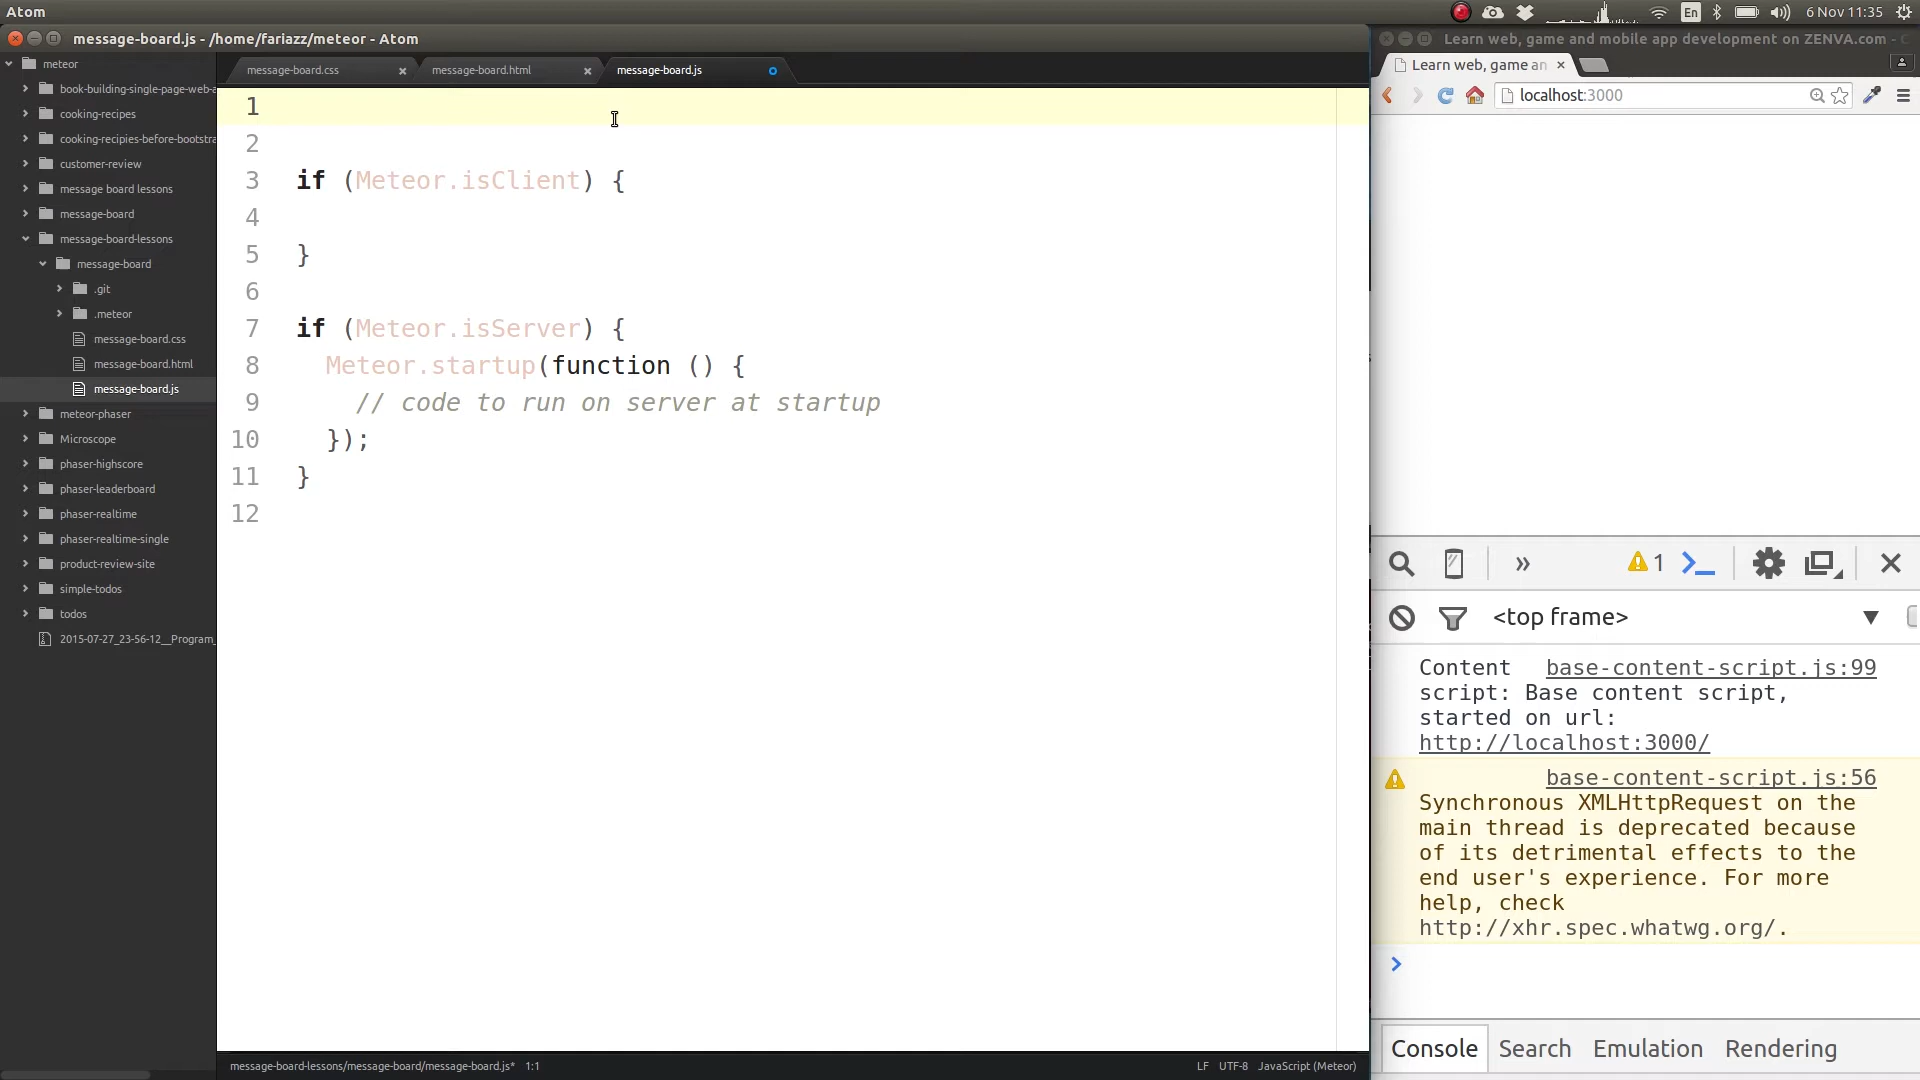 Atom
En
6 Nov 11:35
message-board.js - /home/fariazz/meteor - Atom
Learn web, game and mobile app development on ZENVA.com -
meteor
book-building-single-page-web-a
cooking-recipes
cooking-recipies-before-bootstra
customer-review
message board lessons
message-board
message-board-lessons
message-board
.git
.meteor
message-board.css
message-board.html
message-board.js
meteor-phaser
Microscope
phaser-highscore
phaser-leaderboard
phaser-realtime
phaser-realtime-single
product-review-site
simple-todos
todos
2015-07-27_23-56-12__Program_
message-board.css
message-board.html
message-board.js
1
2
3 if (Meteor.isClient) {
4
5 }
6
7 if (Meteor.isServer) {
8 Meteor.startup(function () {
9 // code to run on server at startup
10 });
11 }
12
message-board-lessons/message-board/message-board.js* 1:1
LF UTF-8 JavaScript (Meteor)
Learn web, game an
localhost:3000
1
<top frame>
Content base-content-script.js:99
script: Base content script,
started on url:
http://localhost:3000/
base-content-script.js:56
Synchronous XMLHttpRequest on the
main thread is deprecated because
of its detrimental effects to the
end user's experience. For more
help, check
http://xhr.spec.whatwg.org/.
Console Search Emulation Rendering